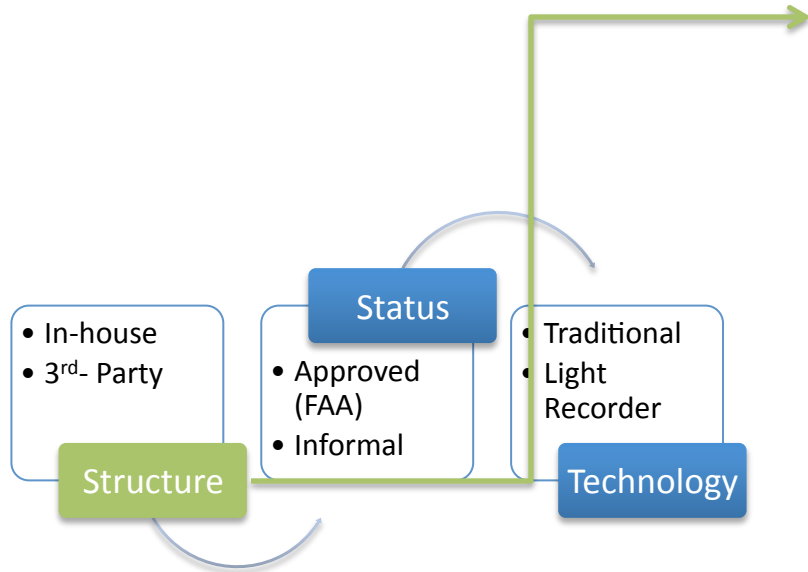 • In-house
• 3rd- Party
Structure
Status
• Approved
(FAA)
• Informal
• Traditional
• Light
Recorder
Technology